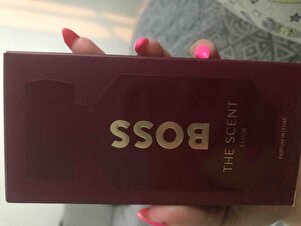 BOSS
THE SCENT
ELIXIR
PARFUM INTENSE